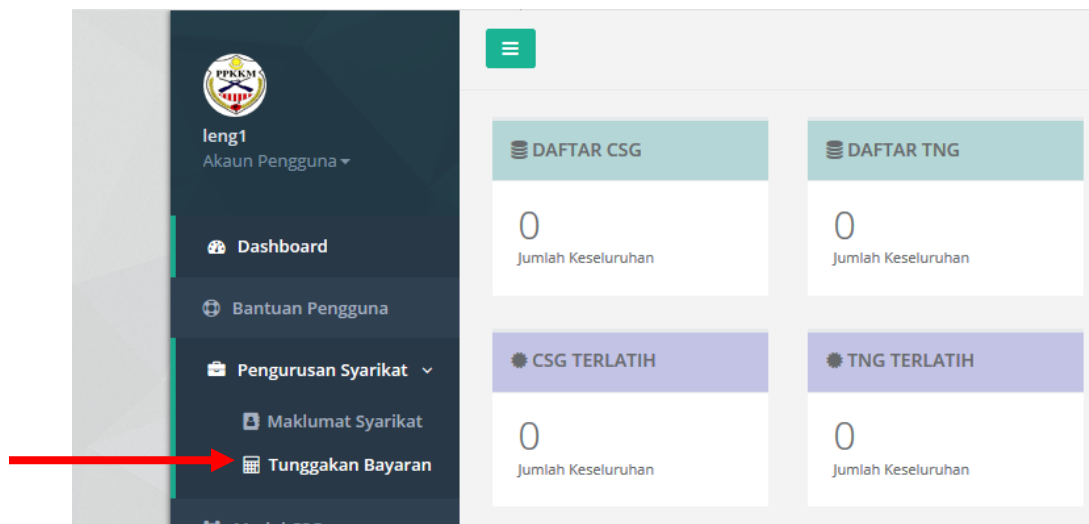 PPKKM
leng1
Akaun Pengguna
Dashboard
Bantuan Pengguna
Pengurusan Syarikat
Maklumat Syarikat
Tunggakan Bayaran
DAFTAR CSG
0
Jumlah Keseluruhan
DAFTAR TNG
0
Jumlah Keseluruhan
CSG TERLATIH
0
Jumlah Keseluruhan
TNG TERLATIH
0
Jumlah Keseluruhan